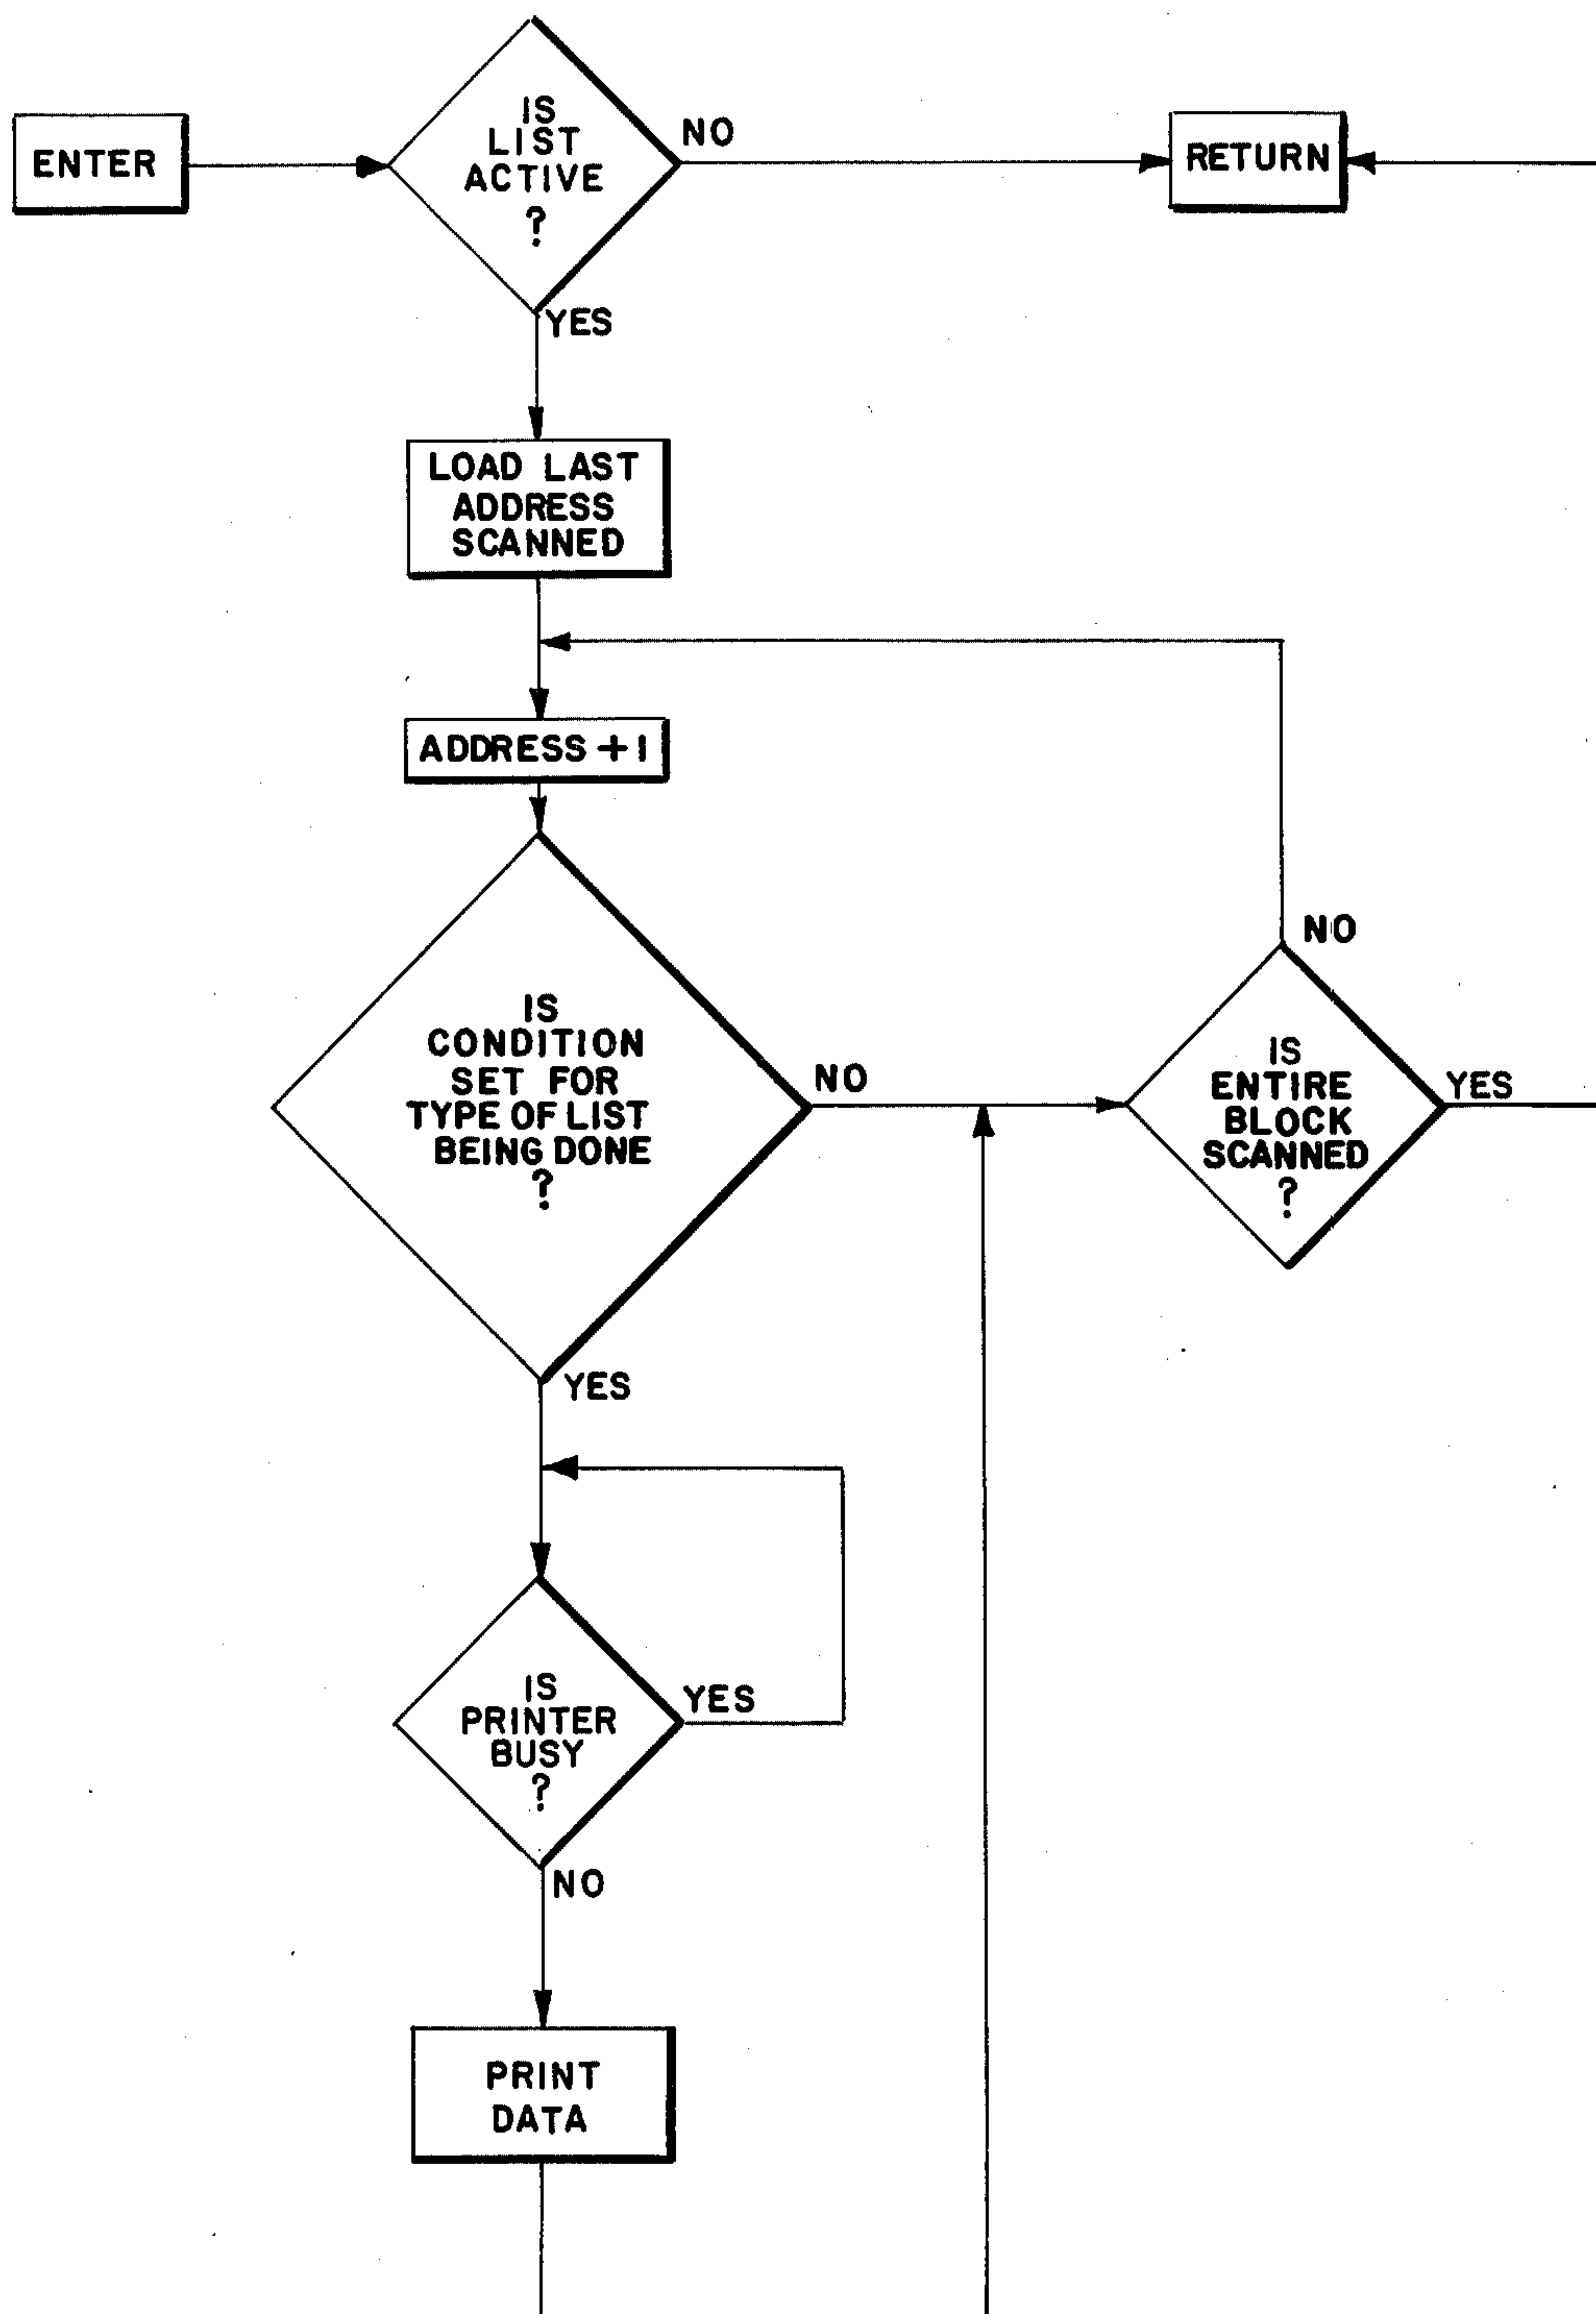 ENTER
IS
LIST
ACTIVE
?
NO
RETURN
YES
LOAD LAST
ADDRESS
SCANNED
ADDRESS + 1
IS
CONDITION
SET FOR
TYPE OF LIST
BEING DONE
?
NO
NO
IS
ENTIRE
BLOCK
SCANNED
?
YES
YES
IS
PRINTER
BUSY
?
YES
NO
PRINT
DATA